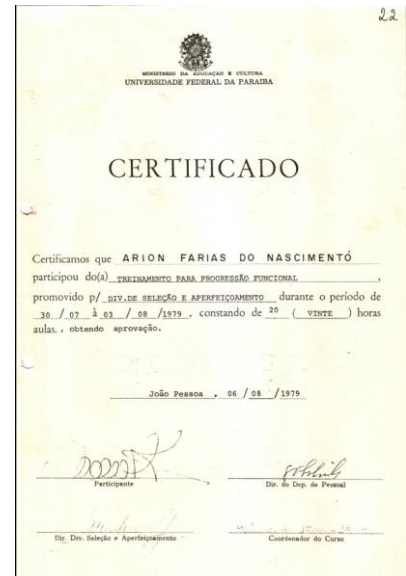 22
MINISTÉRIO DA EDUCAÇÃO E CULTURA
UNIVERSIDADE FEDERAL DA PARAIBA
CERTIFICADO
Certificamos que ARION FARIAS DO NASCIMENTO
participou do(a) TREINAMENTO PARA PROGRESSÃO FUNCIONAL ,
promovido p/ DIV.DE SELEÇÃO E APERFEIÇOAMENTO durante o período de
30 / 07 à 03 / 08 /1979 , constando de 20 ( VINTE ) horas
aulas. , obtendo aprovação.
João Pessoa , 06 / 08 /1979
Participante
Dir. do Dep. de Pessoal
Dir. Div. Seleção e Aperfeiçoamento
Coordenador do Curso